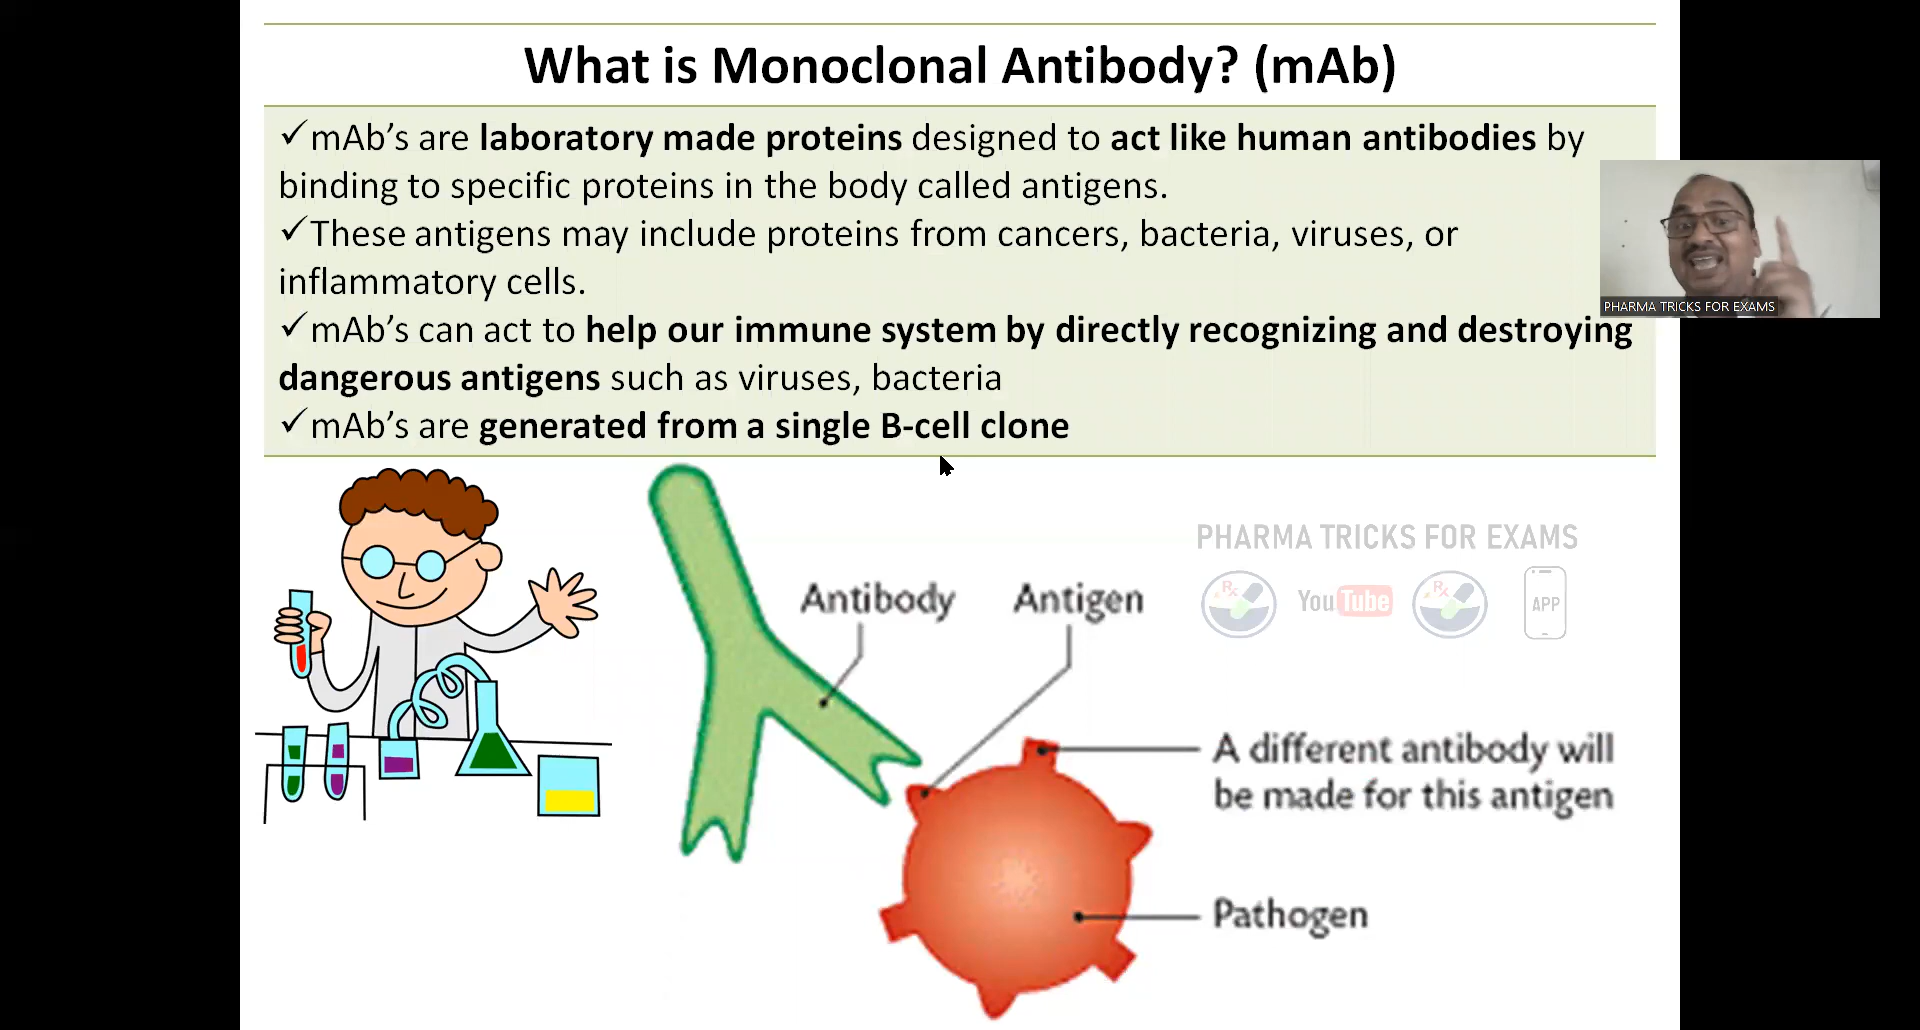 What is Monoclonal Antibody? (mAb)
✓mAb’s are laboratory made proteins designed to act like human antibodies by
binding to specific proteins in the body called antigens.
✓These antigens may include proteins from cancers, bacteria, viruses, or
inflammatory cells.
✓mAb’s can act to help our immune system by directly recognizing and destroying
dangerous antigens such as viruses, bacteria
✓mAb’s are generated from a single B-cell clone
PHARMA TRICKS FOR EXAMS
PHARMA TRICKS FOR EXAMS
Rx
YouTube
Rx
APP
Antibody
Antigen
A different antibody will
be made for this antigen
Pathogen